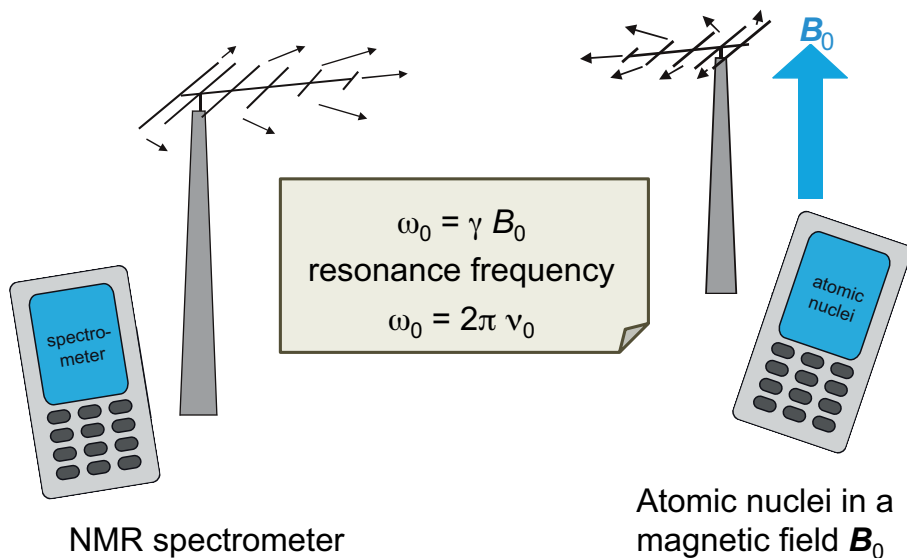 B₀
ω₀ = γ B₀
resonance frequency
ω₀ = 2π ν₀
spectro-
meter
atomic
nuclei
NMR spectrometer
Atomic nuclei in a
magnetic field B₀